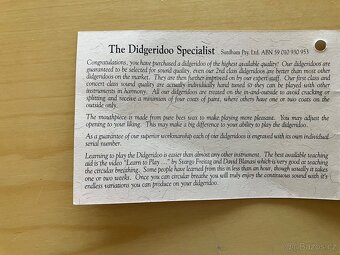 The Didgeridoo Specialist Sundhom Pty. Ltd. ABN 59 010 930 953
Congratulations, you have purchased a didgeridoo of the highest available quality! Our didgeridoos are
guaranteed to be selected for sound quality, even our 2nd class didgeridoos are better than most other
didgeridoos on the market. They are then further improved on by our expert staff. Our first class and
concert class sound quality are actually individually hand tuned so they can be played with other
instruments in harmony. All our didgeridoos are treated on the in-and-outside to avoid cracking or
splitting and receive a minimum of four coats of paint, where others have one or two coats on the
outside only.
The mouthpiece is made from pure bees wax to make playing more pleasant. You may adjust the
opening to your liking. This may make a big difference to your ability to play the didgeridoo.
As a guarantee of our superior workmanship each of our didgeridoo is engraved with its own individual
serial number.
Learning to play the Didgeridoo is easier than almost any other instrument. The best available teaching
aid is the video "Learn to Play ..." by Svargo Freitag and David Blanasi which is very good at teaching
the circular breathing. Some people have learned from this in less than an hour, though usually it takes
one or two weeks. Once you can circular breathe you will truly enjoy the continuous sound with it's
endless variations you can produce on your didgeridoo.